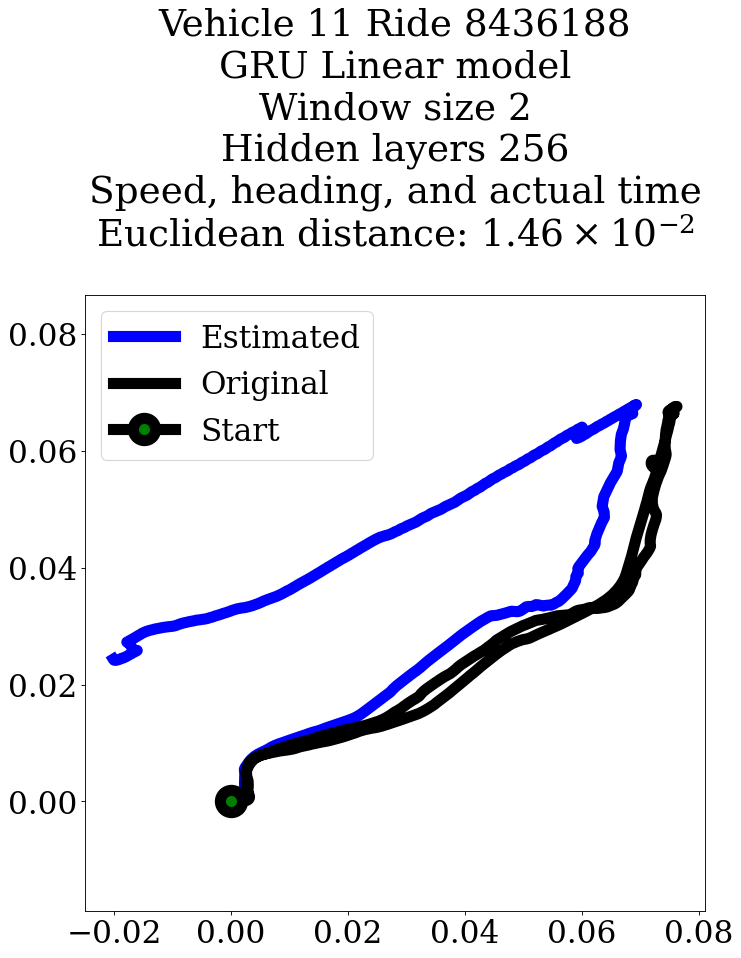 Vehicle 11 Ride 8436188
GRU Linear model
Window size 2
Hidden layers 256
Speed, heading, and actual time
Euclidean distance: 1.46 × 10⁻²
Estimated
Original
Start
0.08
0.06
0.04
0.02
0.00
−0.02 0.00 0.02 0.04 0.06 0.08